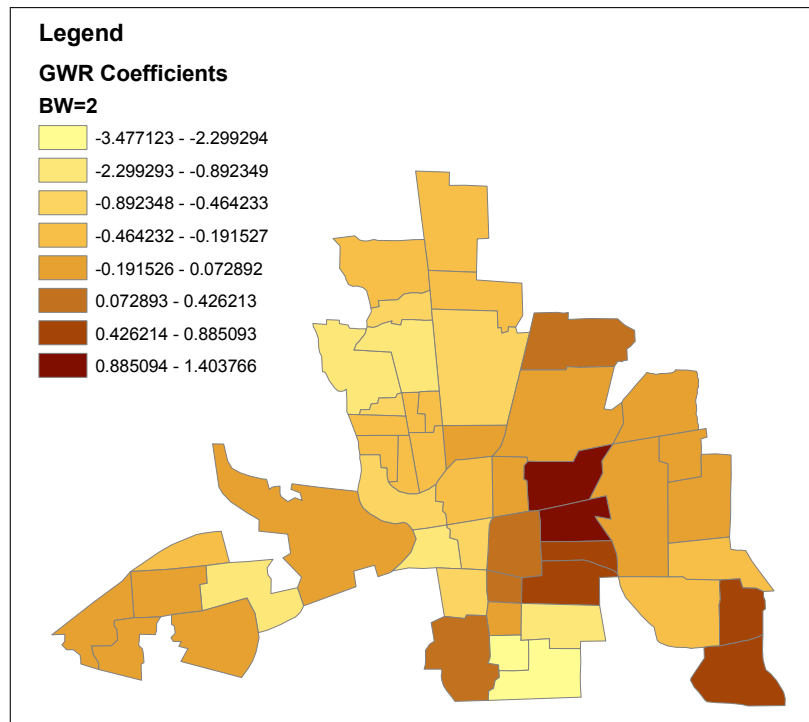 Legend
GWR Coefficients
BW=2
-3.477123 - -2.299294
-2.299293 - -0.892349
-0.892348 - -0.464233
-0.464232 - -0.191527
-0.191526 - 0.072892
0.072893 - 0.426213
0.426214 - 0.885093
0.885094 - 1.403766